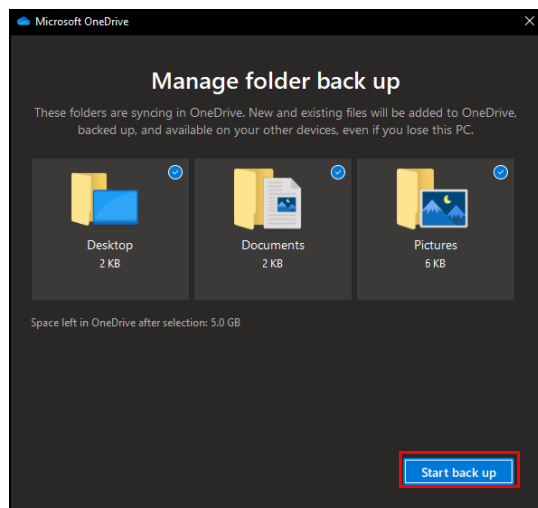 Microsoft OneDrive
Manage folder back up
These folders are syncing in OneDrive. New and existing files will be added to OneDrive,
backed up, and available on your other devices, even if you lose this PC.
Desktop
2 KB
Documents
2 KB
Pictures
6 KB
Space left in OneDrive after selection: 5.0 GB
Start back up